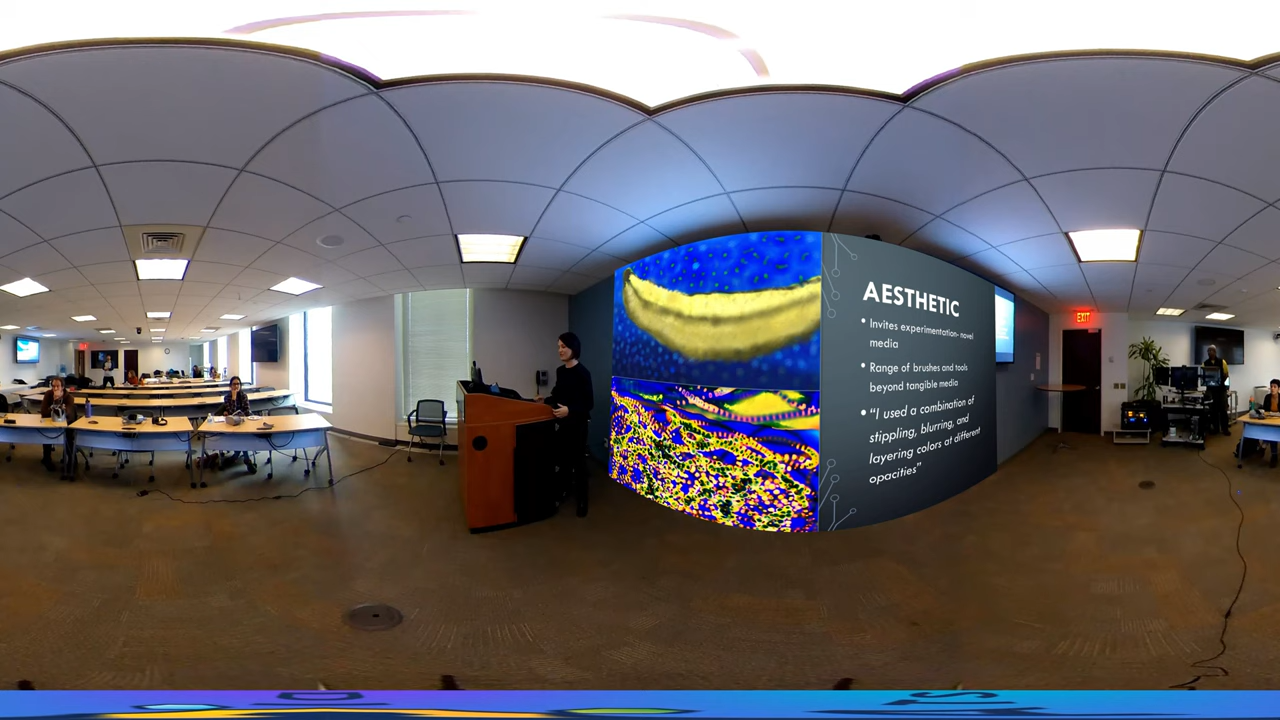 AESTHETIC
• Invites experimentation- novel
media
• Range of brushes and tools
beyond tangible media
• “I used a combination of
stippling, blurring, and
layering colors at different
opacities”
EXIT